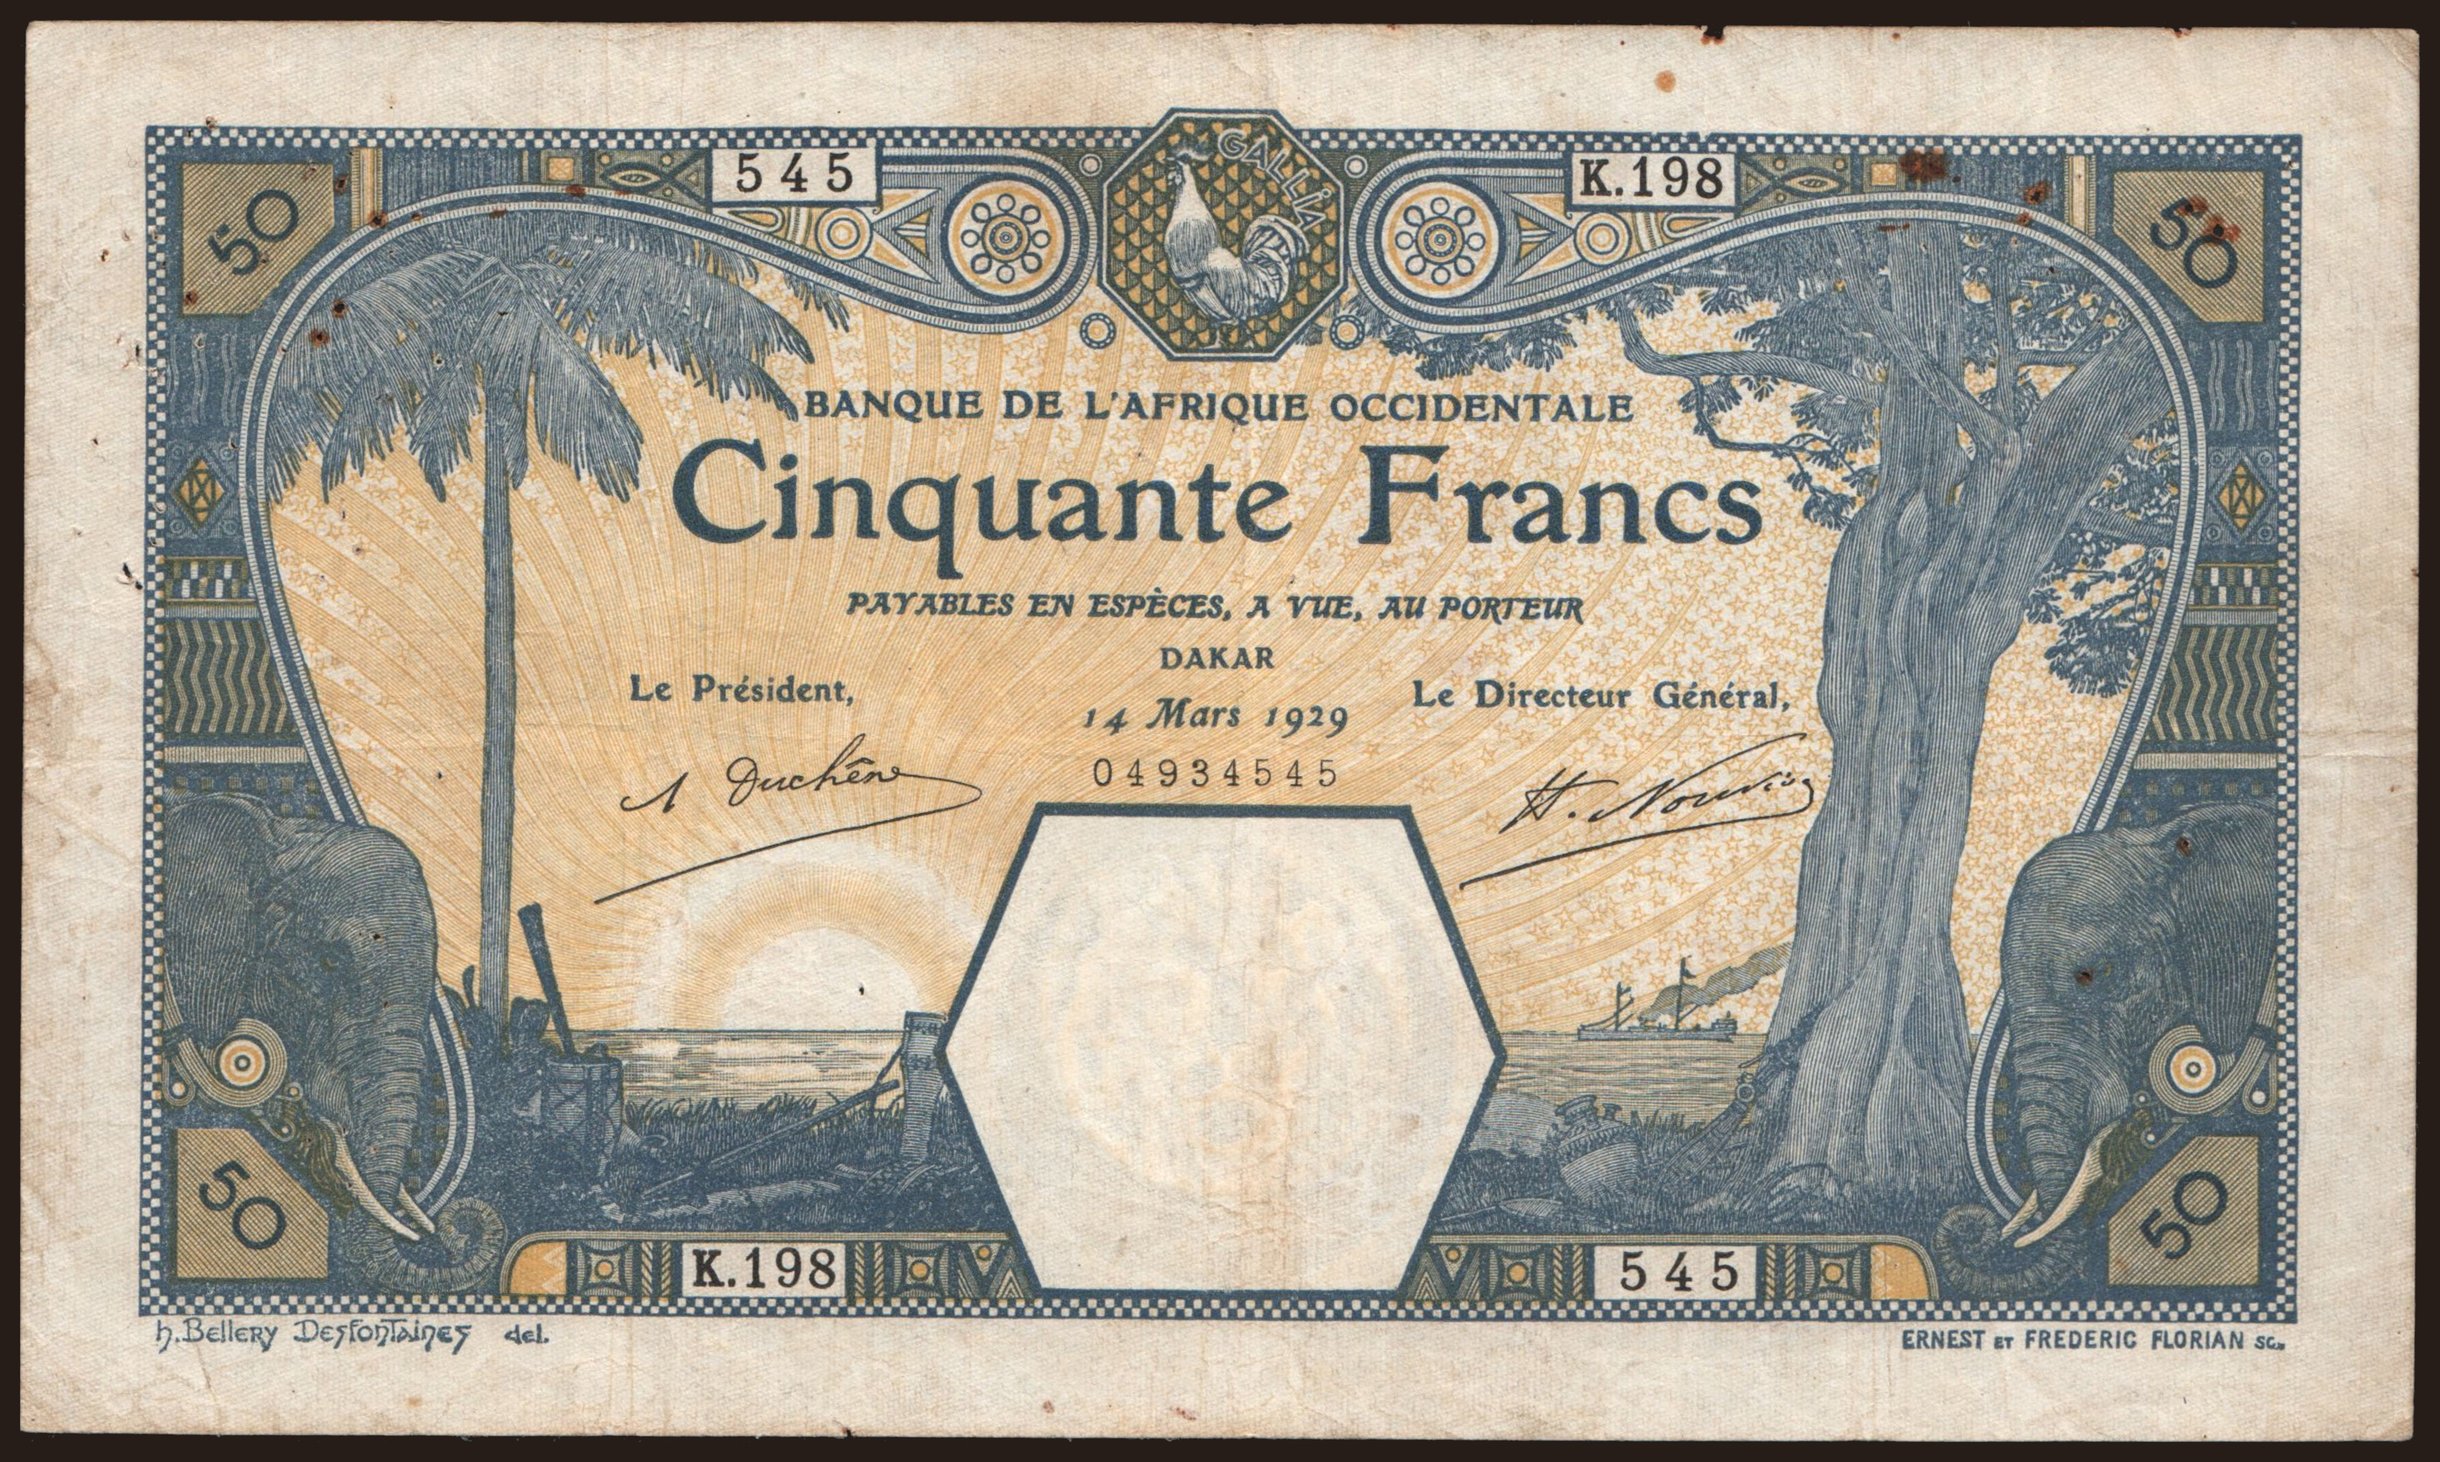 50
545
GALLIA
K.198
50
BANQUE DE L'AFRIQUE OCCIDENTALE
Cinquante Francs
PAYABLES EN ESPÈCES, A VUE, AU PORTEUR
DAKAR
Le Président,
14 Mars 1929
Le Directeur Général,
A Duchêne
04934545
H. Nouvion
50
K.198
545
50
h. Bellery Desfontaines del.
ERNEST ET FREDERIC FLORIAN SC.